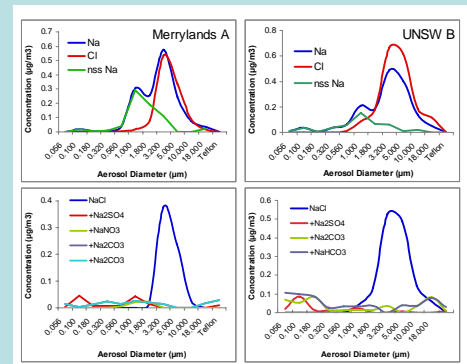 Merrylands A
Concentration (µg/m3)
0.7
0.6
0.5
0.4
0.3
0.2
0.1
0
Na
Cl
nss Na
0.056
0.100
0.180
0.320
0.560
1.000
1.800
3.200
5.000
10.000
18.000
Teflon
Aerosol Diameter (µm)
UNSW B
Concentration (µg/m3)
0.8
0.6
0.4
0.2
0
Na
Cl
nss Na
0.056
0.100
0.180
0.320
0.560
1.000
1.800
3.200
5.000
10.000
18.000
Teflon
Aerosol Diameter (µm)
Concentration (µg/m3)
0.4
0.3
0.2
0.1
0
NaCl
+Na2SO4
+NaNO3
+Na2CO3
+Na2CO3
0.056
0.100
0.180
0.320
0.560
1.000
1.800
3.200
5.000
10.000
18.000
Teflon
Aerosol Diameter (µm)
Concentration (µg/m3)
0.6
0.5
0.4
0.3
0.2
0.1
0
NaCl
+Na2SO4
+Na2CO3
+NaHCO3
0.056
0.100
0.180
0.320
0.560
1.000
1.800
3.200
5.000
10.000
18.000
Aerosol Diameter (µm)